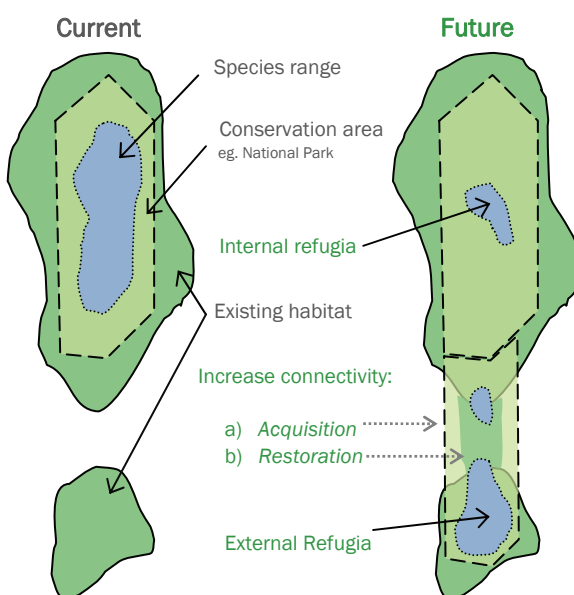 Current
Future
Species range
Conservation area
eg. National Park
Internal refugia
Existing habitat
Increase connectivity:
a) Acquisition
b) Restoration
External Refugia